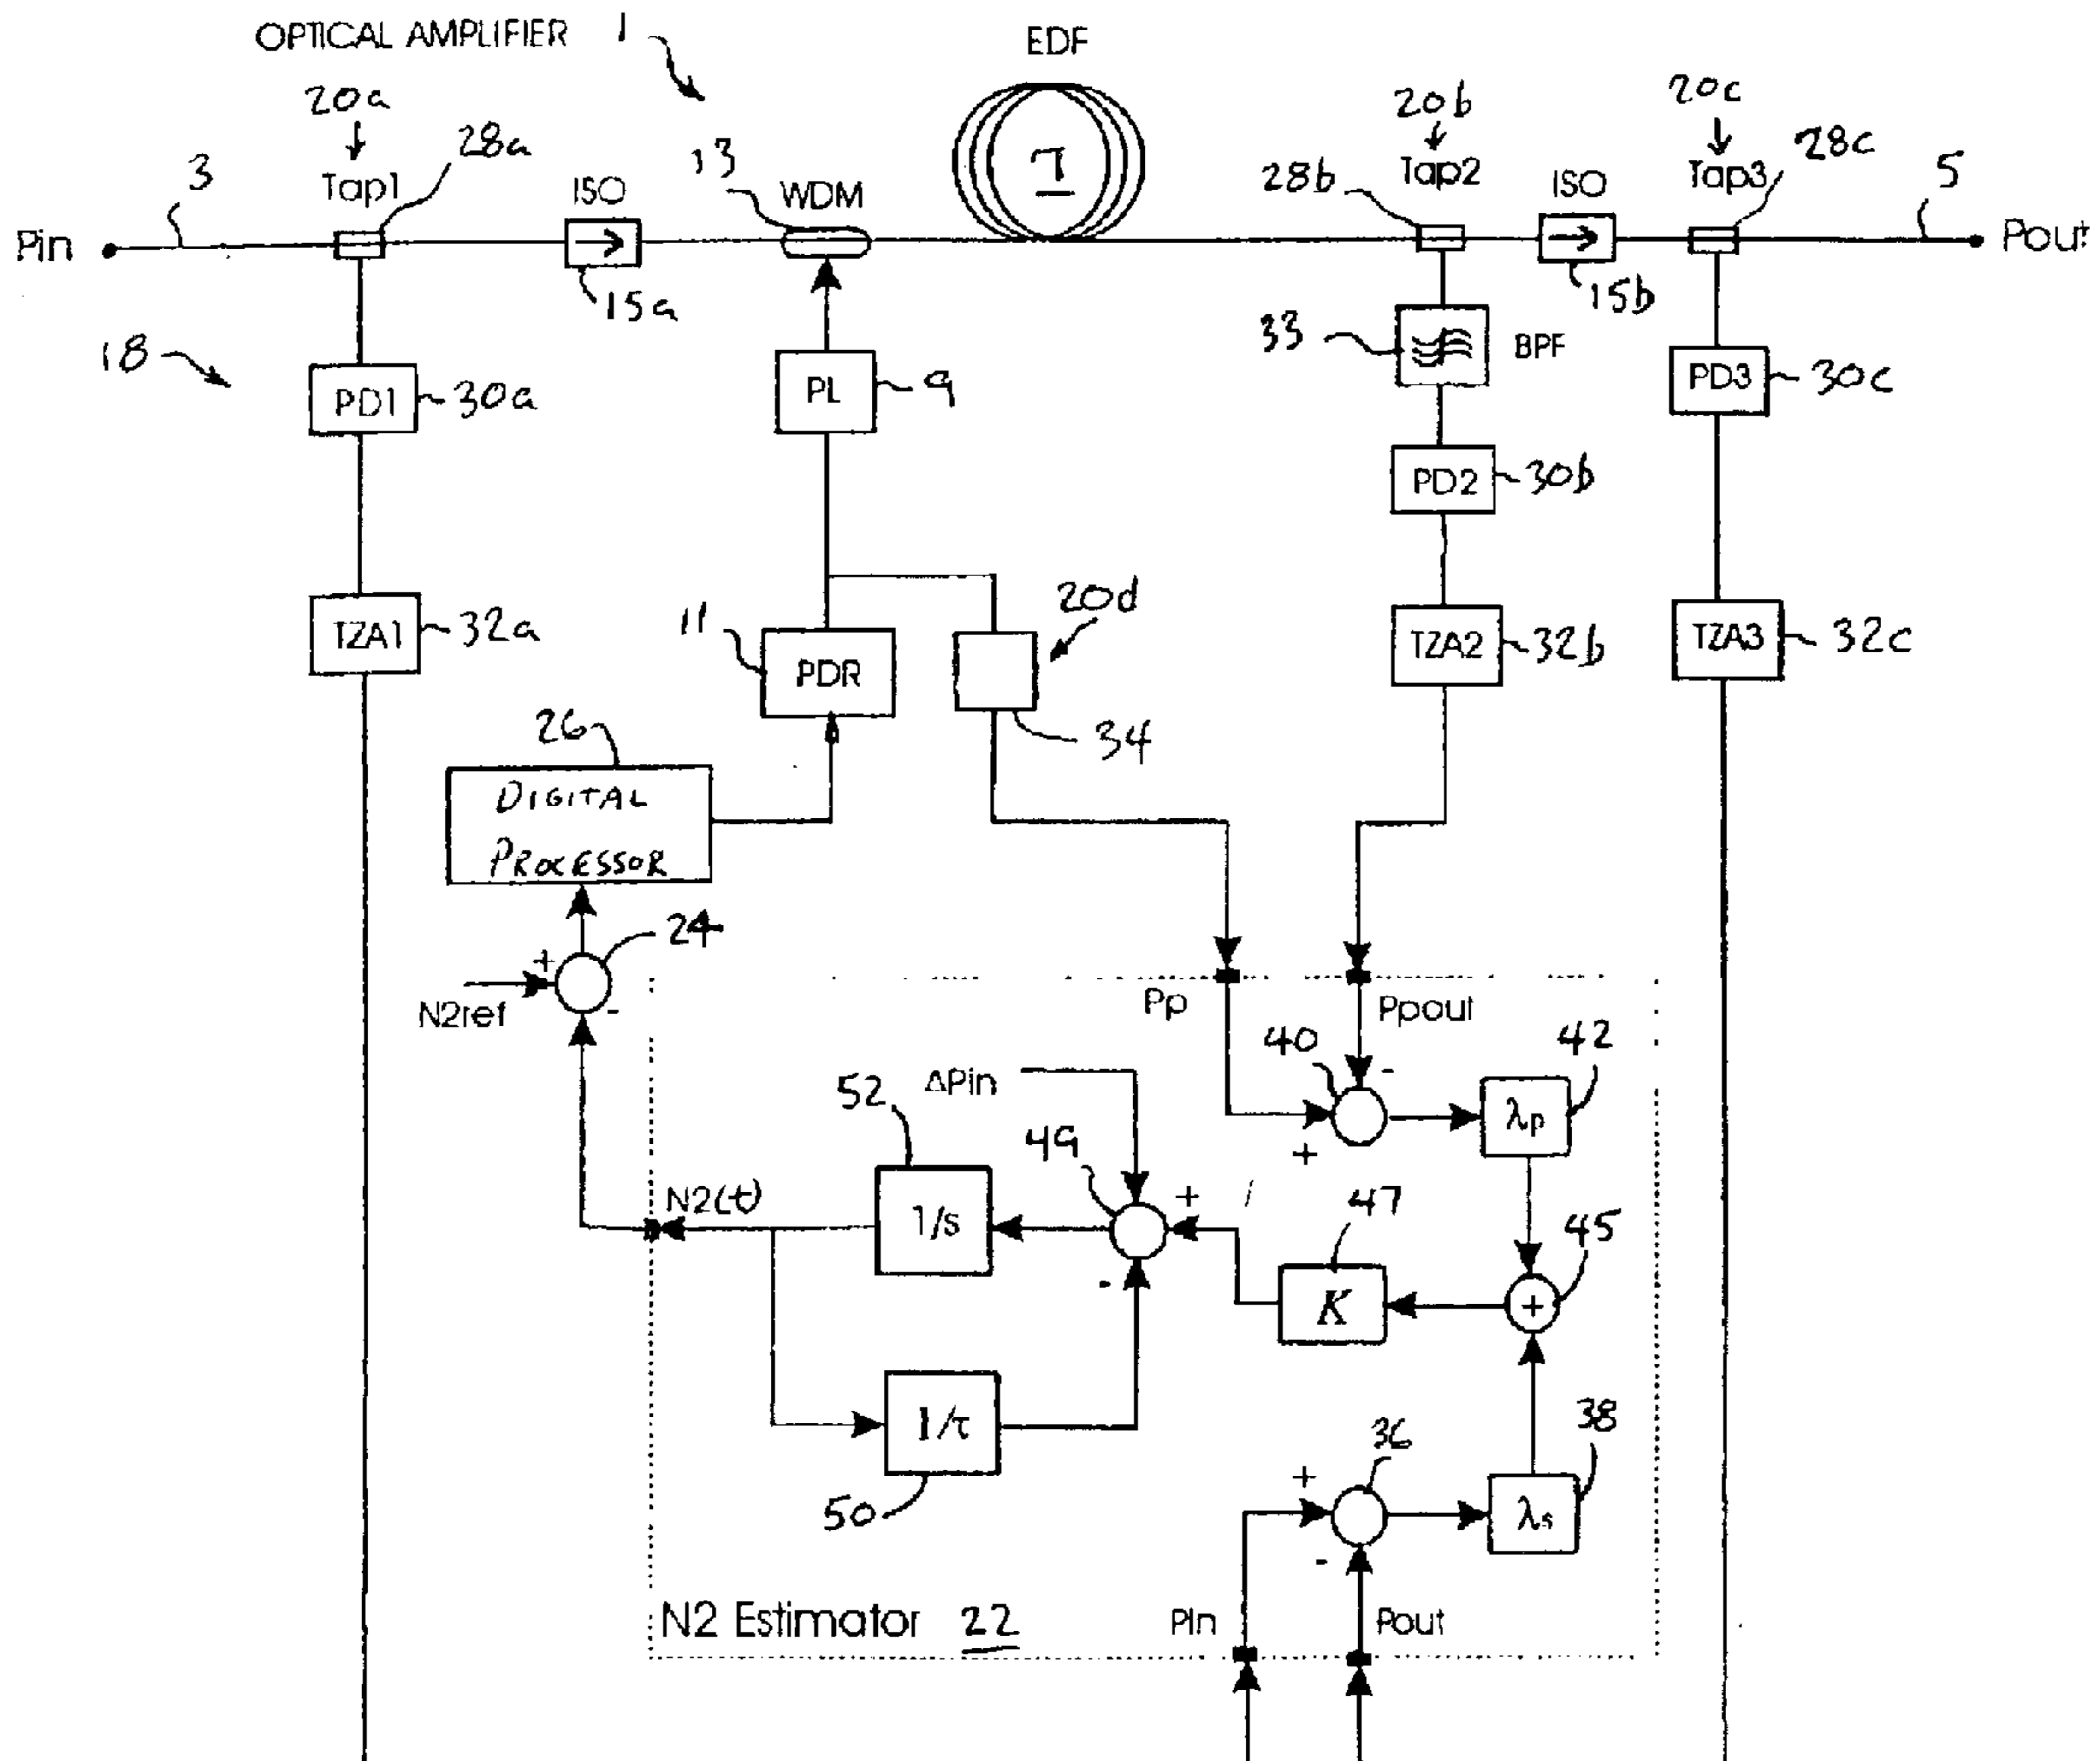 OPTICAL AMPLIFIER 1
EDF
20a
20b
20c
3
Tap1
28a
ISO
13
WDM
7
28b
Tap2
ISO
Tap3
28c
5
Pin
Pout
15a
15b
18
PD1
30a
PL
9
33
BPF
PD3
30c
PD2
30b
TZA1
32a
11
PDR
20d
TZA2
32b
TZA3
32c
34
26
DIGITAL
PROCESSOR
24
+
N2ref
-
Pp
Ppout
40
-
+
42
λp
ΔPin
52
49
N2(t)
1/s
+
-
47
K
45
+
1/τ
50
36
+
-
38
λs
N2 Estimator 22
Pin
Pout